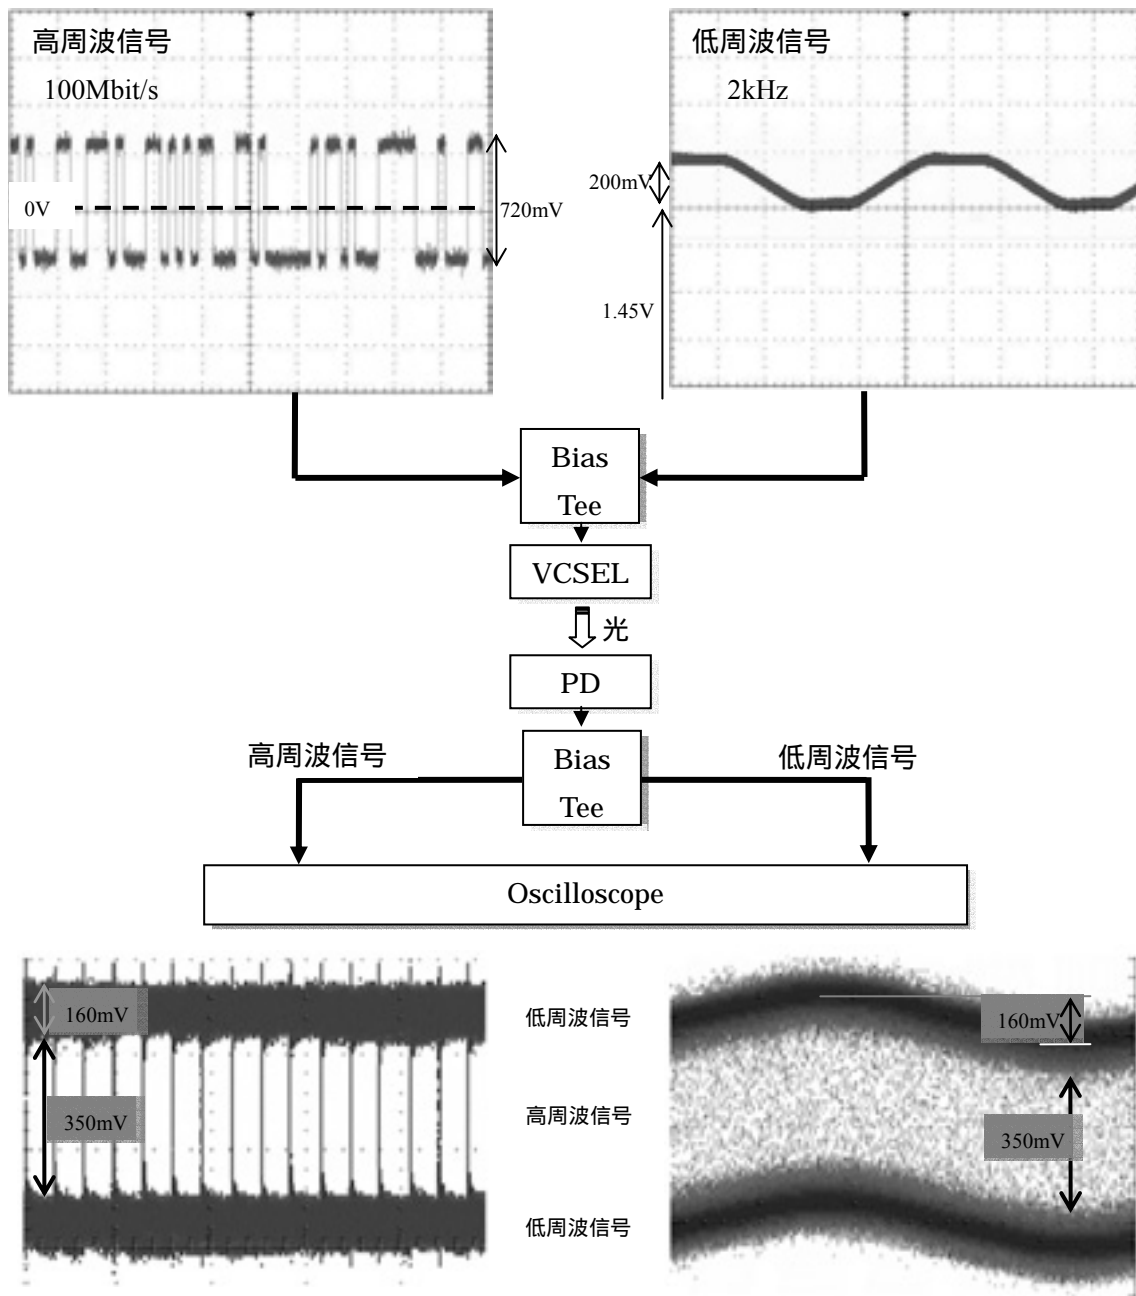 高周波信号
100Mbit/s
0V
720mV
低周波信号
2kHz
200mV
1.45V
Bias
Tee
VCSEL
光
PD
高周波信号
Bias
Tee
低周波信号
Oscilloscope
160mV
350mV
低周波信号
高周波信号
低周波信号
160mV
350mV